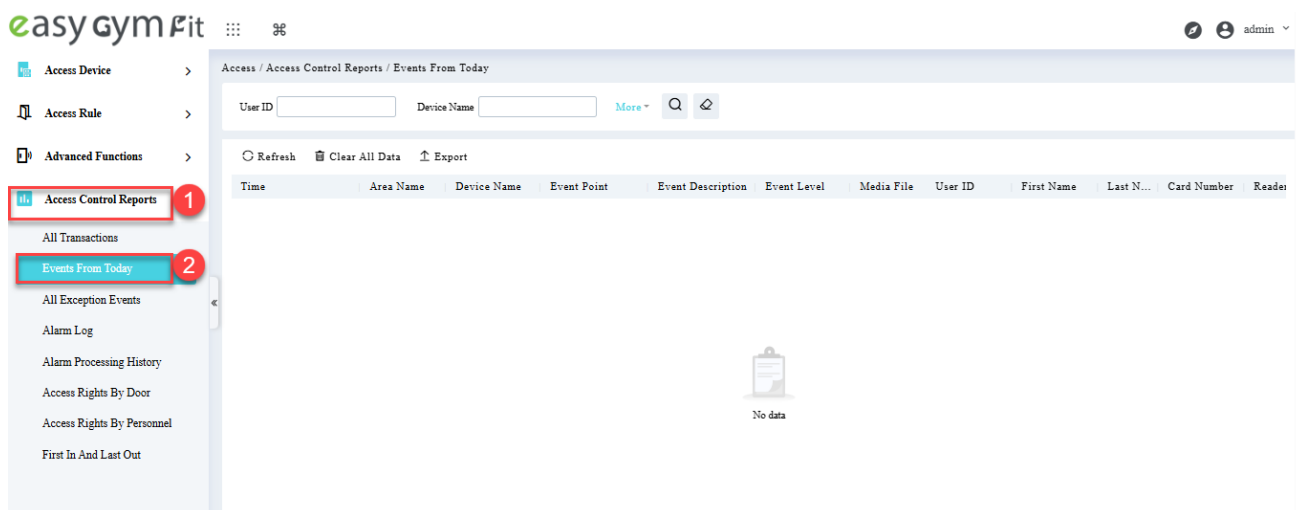 easy Gym Fit
admin
Access Device
Access Rule
Advanced Functions
Access Control Reports
1
All Transactions
Events From Today
2
All Exception Events
Alarm Log
Alarm Processing History
Access Rights By Door
Access Rights By Personnel
First In And Last Out
Access / Access Control Reports / Events From Today
User ID Device Name More
Refresh Clear All Data Export
Time Area Name Device Name Event Point Event Description Event Level Media File User ID First Name Last N... Card Number Reader
No data